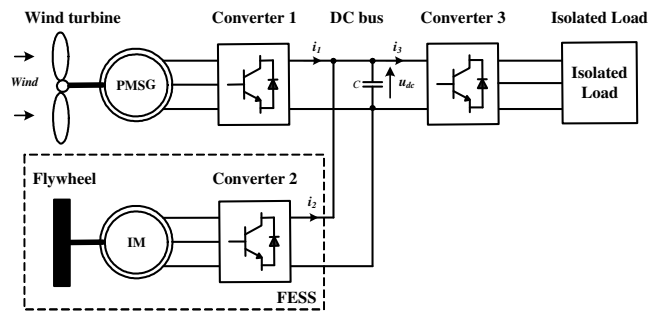 Wind turbine Converter 1 DC bus Converter 3 Isolated Load
i1 i3
Wind PMSG C udc Isolated
Load
Flywheel Converter 2
i2
IM
FESS